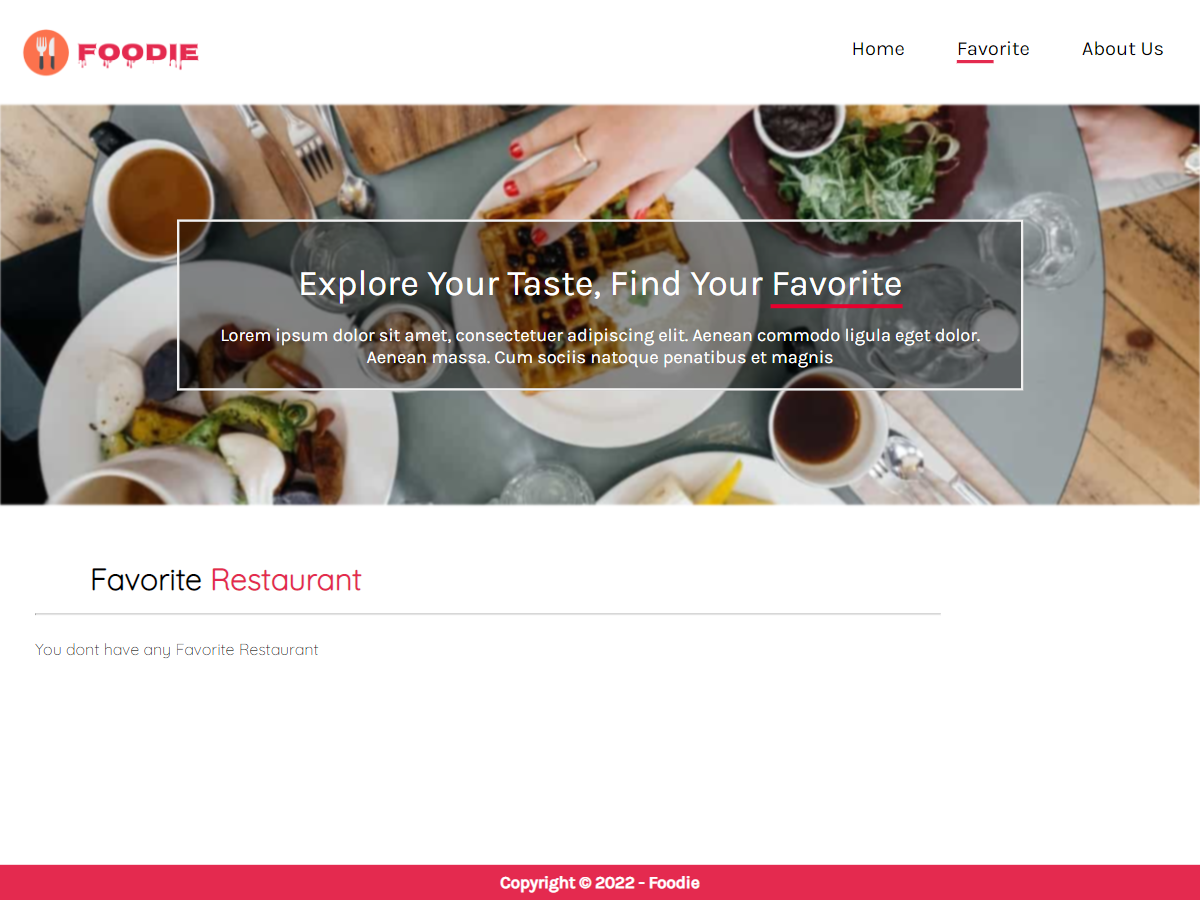 FOODIE
Home
Favorite
About Us
Explore Your Taste, Find Your Favorite
Lorem ipsum dolor sit amet, consectetuer adipiscing elit. Aenean commodo ligula eget dolor.
Aenean massa. Cum sociis natoque penatibus et magnis
Favorite Restaurant
You dont have any Favorite Restaurant
Copyright © 2022 - Foodie